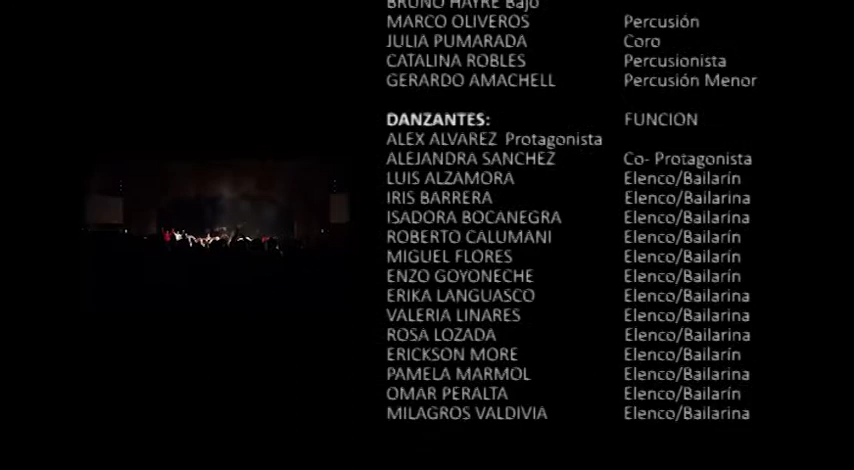 BRUNO HAYRE Bajo
MARCO OLIVEROS Percusión
JULIA PUMARADA Coro
CATALINA ROBLES Percusionista
GERARDO AMACHELL Percusión Menor
DANZANTES: FUNCION
ALEX ALVAREZ Protagonista
ALEJANDRA SANCHEZ Co- Protagonista
LUIS ALZAMORA Elenco/Bailarín
IRIS BARRERA Elenco/Bailarina
ISADORA BOCANEGRA Elenco/Bailarina
ROBERTO CALUMANI Elenco/Bailarín
MIGUEL FLORES Elenco/Bailarín
ENZO GOYONECHE Elenco/Bailarín
ERIKA LANGUASCO Elenco/Bailarina
VALERIA LINARES Elenco/Bailarina
ROSA LOZADA Elenco/Bailarina
ERICKSON MORE Elenco/Bailarín
PAMELA MARMOL Elenco/Bailarina
OMAR PERALTA Elenco/Bailarín
MILAGROS VALDIVIA Elenco/Bailarina